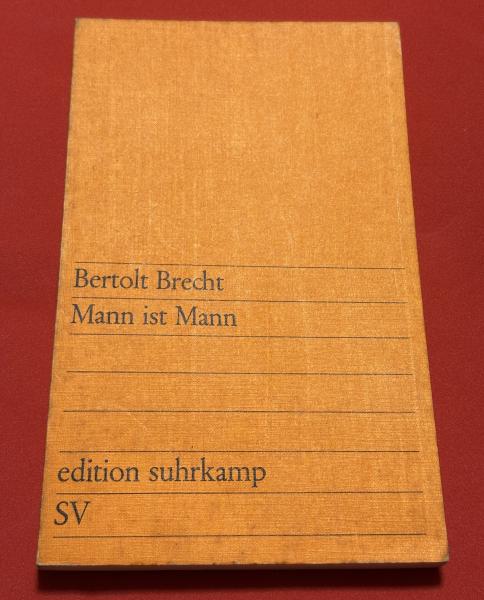 Bertolt Brecht
Mann ist Mann
edition suhrkamp
SV